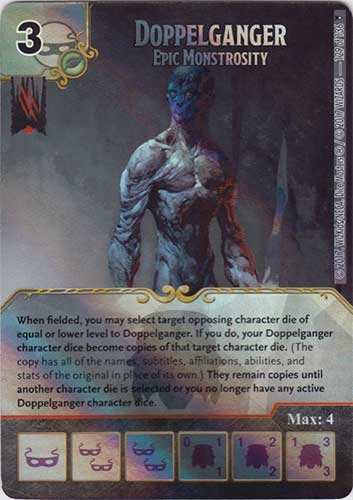 3
DOPPELGANGER
EPIC MONSTROSITY
When fielded, you may select target opposing character die of
equal or lower level to Doppelganger. If you do, your Doppelganger
character dice become copies of that target character die. (The
copy has all of the names, subtitles, affiliations, abilities, and
stats of the original in place of its own.) They remain copies until
another character die is selected or you no longer have any active
Doppelganger character dice.
Max: 4
0 1 1 2 1 3
1 2 3